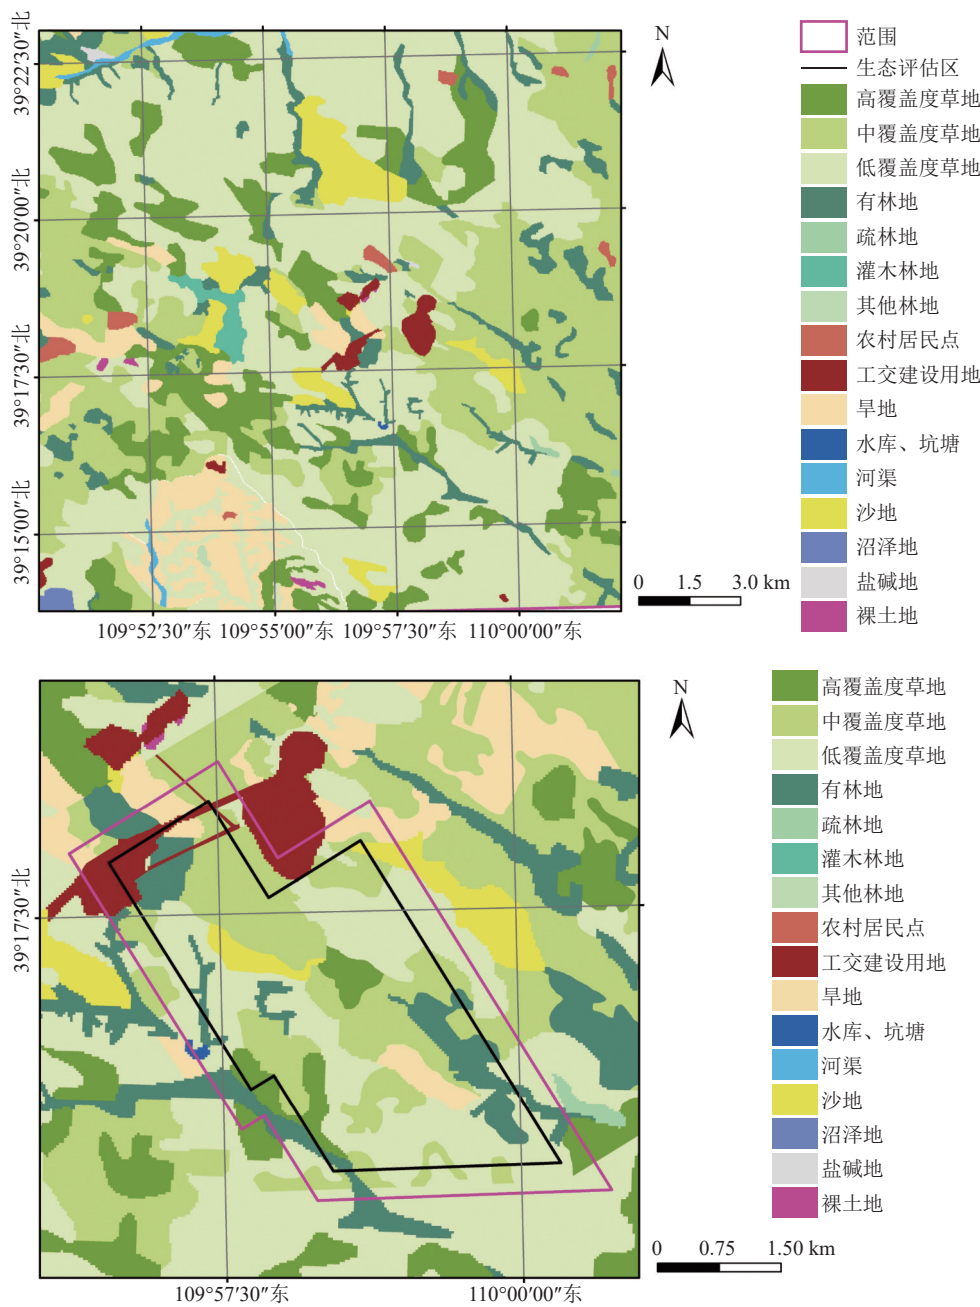 39°22′30″北
39°20′00″北
39°17′30″北
39°15′00″北
109°52′30″东
109°55′00″东
109°57′30″东
110°00′00″东
N
0
1.5
3.0 km
范围
生态评估区
高覆盖度草地
中覆盖度草地
低覆盖度草地
有林地
疏林地
灌木林地
其他林地
农村居民点
工交建设用地
旱地
水库、坑塘
河渠
沙地
沼泽地
盐碱地
裸土地
39°17′30″北
109°57′30″东
110°00′00″东
N
0
0.75
1.50 km
高覆盖度草地
中覆盖度草地
低覆盖度草地
有林地
疏林地
灌木林地
其他林地
农村居民点
工交建设用地
旱地
水库、坑塘
河渠
沙地
沼泽地
盐碱地
裸土地